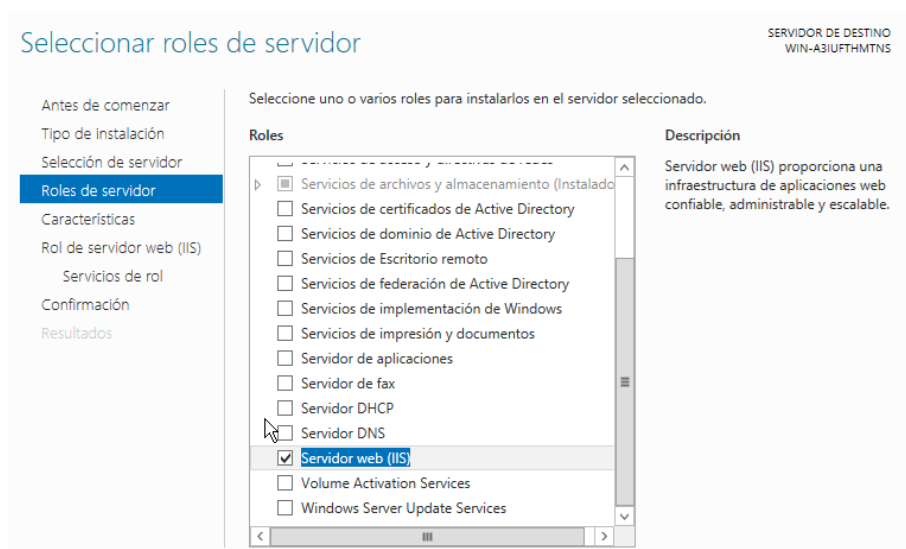 Seleccionar roles de servidor
SERVIDOR DE DESTINO
WIN-A3IUFTHMTNS
Antes de comenzar
Tipo de instalación
Selección de servidor
Roles de servidor
Características
Rol de servidor web (IIS)
Servicios de rol
Confirmación
Resultados
Seleccione uno o varios roles para instalarlos en el servidor seleccionado.
Roles
Servicios de archivos y almacenamiento (Instalado
Servicios de certificados de Active Directory
Servicios de dominio de Active Directory
Servicios de Escritorio remoto
Servicios de federación de Active Directory
Servicios de implementación de Windows
Servicios de impresión y documentos
Servidor de aplicaciones
Servidor de fax
Servidor DHCP
Servidor DNS
Servidor web (IIS)
Volume Activation Services
Windows Server Update Services
Descripción
Servidor web (IIS) proporciona una
infraestructura de aplicaciones web
confiable, administrable y escalable.